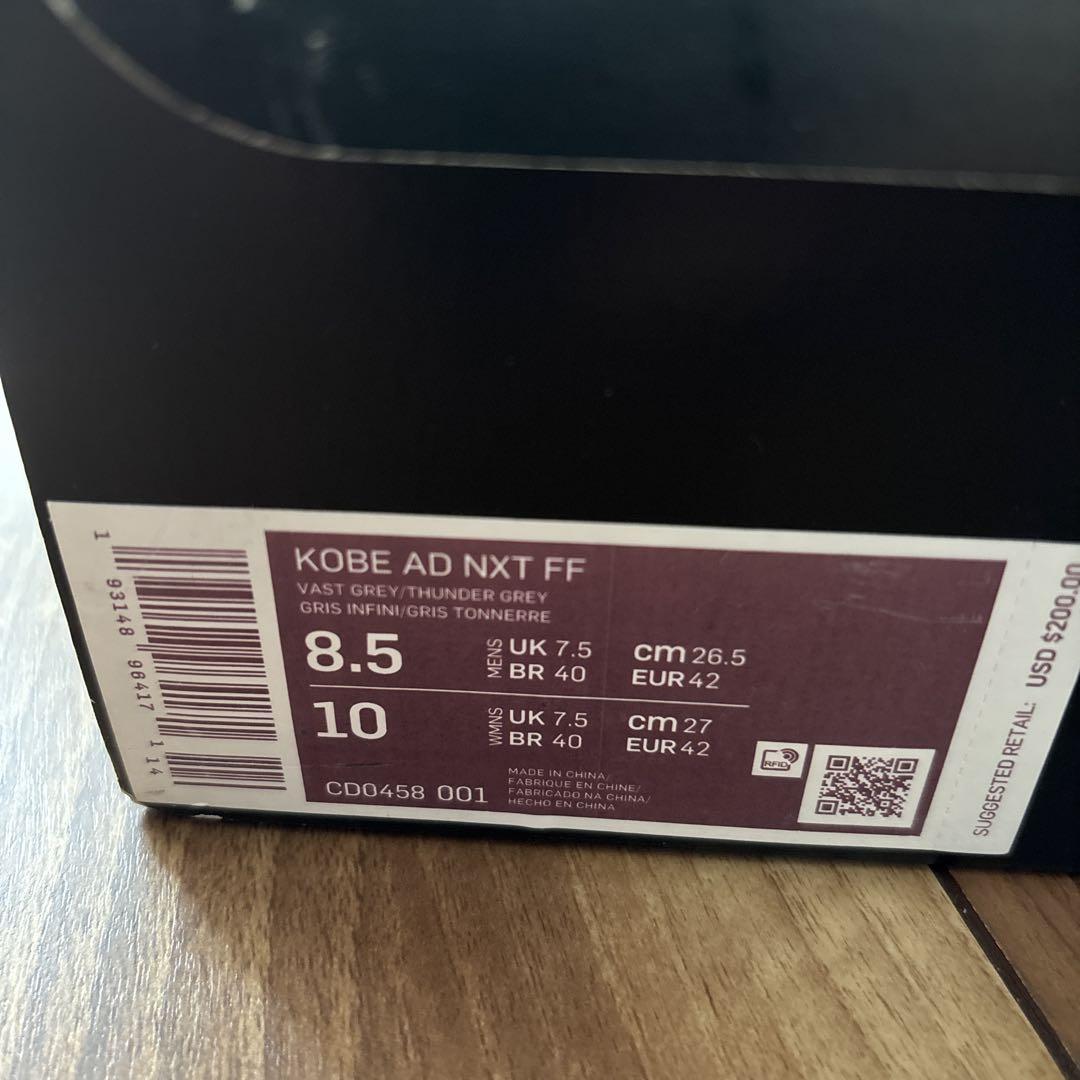 1 93148 96417 1 14
KOBE AD NXT FF
VAST GREY/THUNDER GREY
GRIS INFINI/GRIS TONNERRE
8.5 MENS UK 7.5 cm 26.5
BR 40 EUR 42
10 WMNS UK 7.5 cm 27
BR 40 EUR 42
CD0458 001
MADE IN CHINA/
FABRIQUE EN CHINE/
FABRICADO NA CHINA/
HECHO EN CHINA
RFID
SUGGESTED RETAIL: USD $200.00